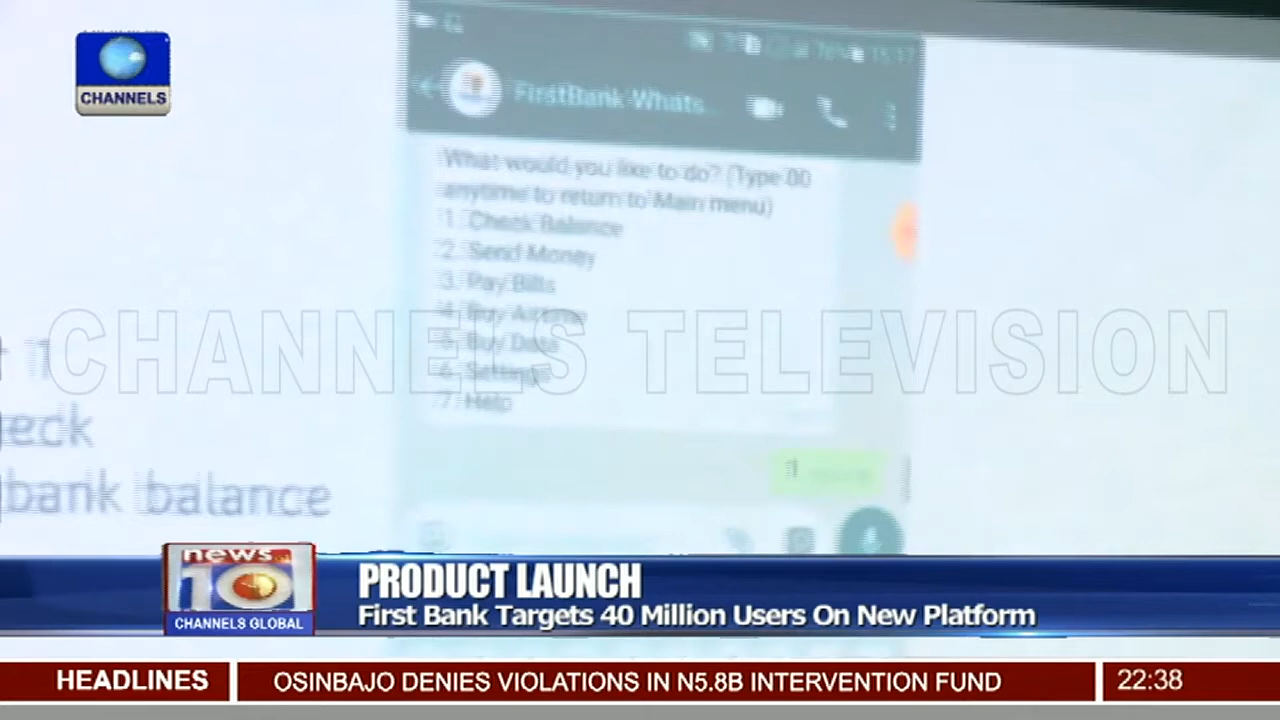 CHANNELS
FirstBank Whats...
What would you like to do? (Type 00
anytime to return to Main menu)
1. Check Balance
2. Send Money
3. Pay Bills
4. Buy Airtime
5. Buy Data
6. Settings
7. Help
1
CHANNELS TELEVISION
1
eck
bank balance
news at
10
CHANNELS GLOBAL
PRODUCT LAUNCH
First Bank Targets 40 Million Users On New Platform
HEADLINES
OSINBAJO DENIES VIOLATIONS IN N5.8B INTERVENTION FUND
22:38